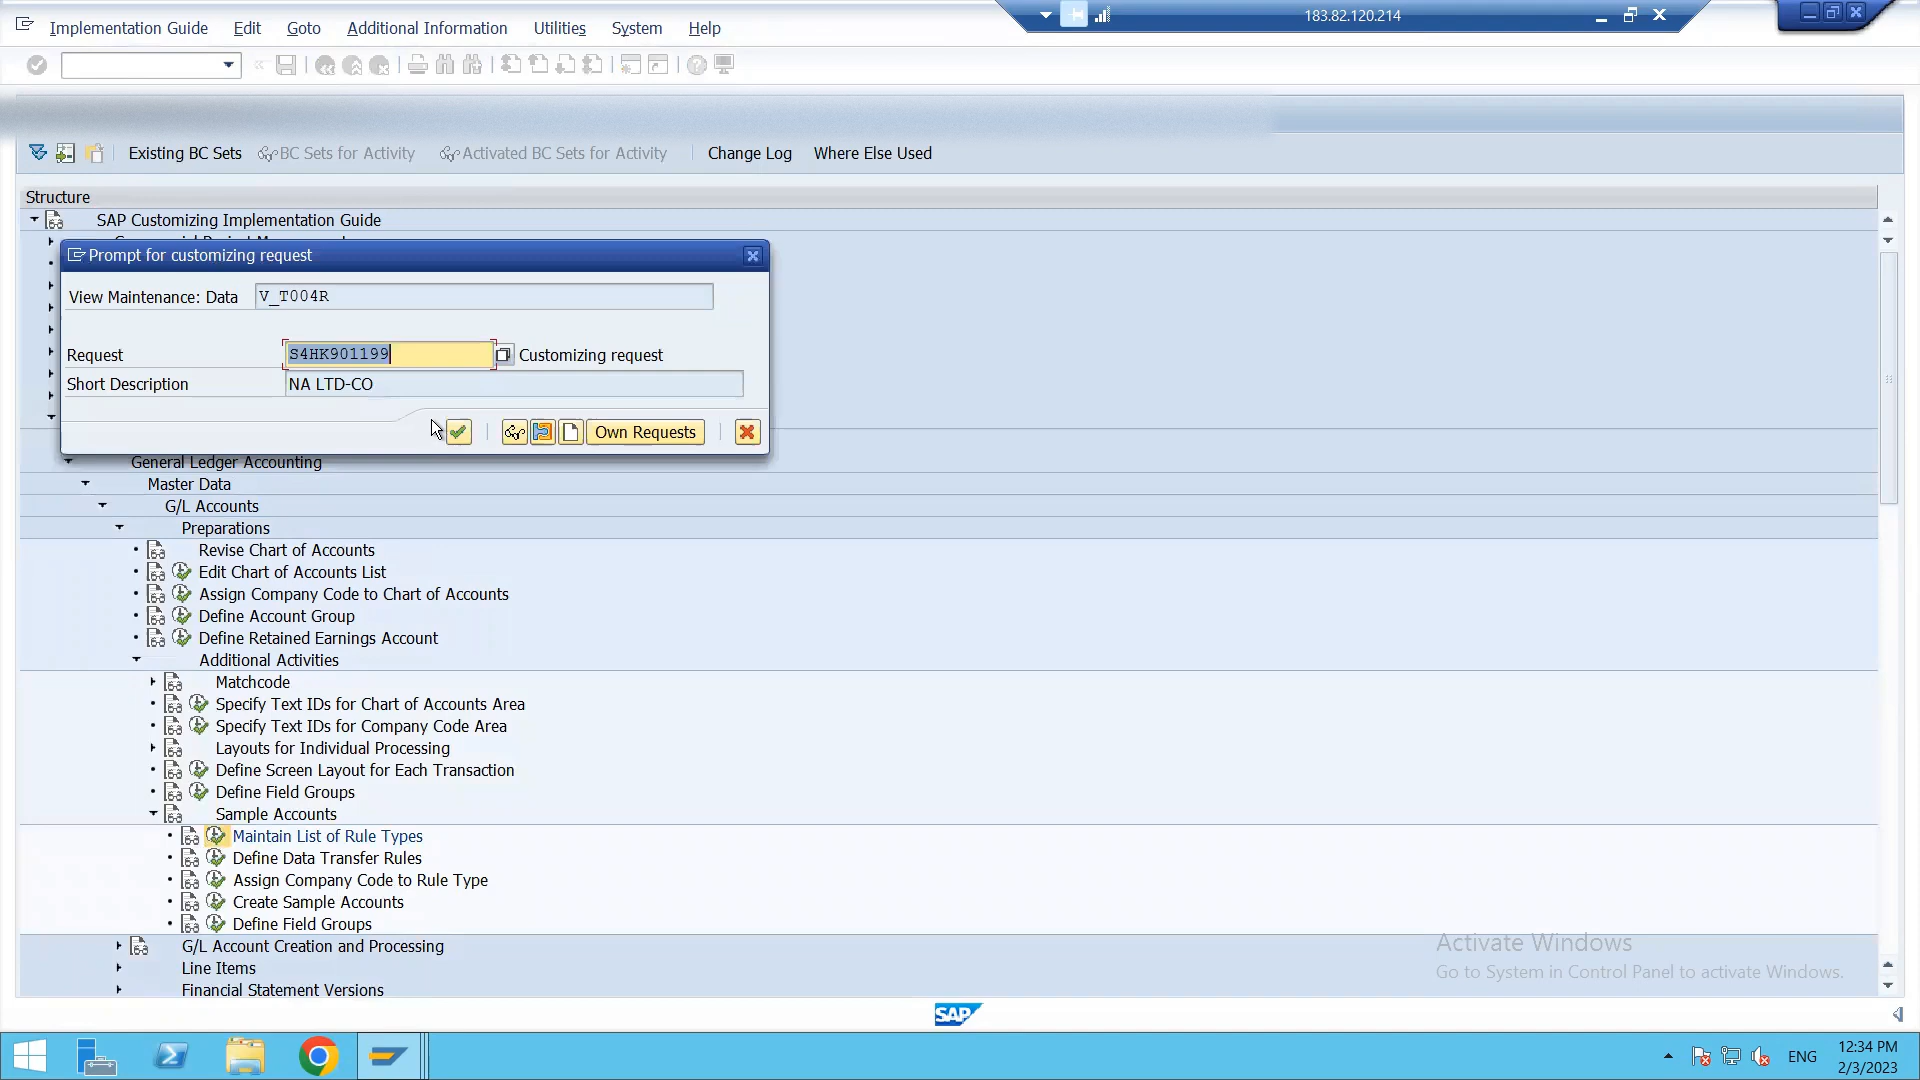 183.82.120.214
Implementation Guide Edit Goto Additional Information Utilities System Help
Existing BC Sets BC Sets for Activity Activated BC Sets for Activity Change Log Where Else Used
Structure
SAP Customizing Implementation Guide
Prompt for customizing request
View Maintenance: Data V_T004R
Request S4HK901199 Customizing request
Short Description NA LTD-CO
Own Requests
General Ledger Accounting
Master Data
G/L Accounts
Preparations
Revise Chart of Accounts
Edit Chart of Accounts List
Assign Company Code to Chart of Accounts
Define Account Group
Define Retained Earnings Account
Additional Activities
Matchcode
Specify Text IDs for Chart of Accounts Area
Specify Text IDs for Company Code Area
Layouts for Individual Processing
Define Screen Layout for Each Transaction
Define Field Groups
Sample Accounts
Maintain List of Rule Types
Define Data Transfer Rules
Assign Company Code to Rule Type
Create Sample Accounts
Define Field Groups
G/L Account Creation and Processing
Line Items
Financial Statement Versions
Activate Windows
Go to System in Control Panel to activate Windows.
SAP
ENG
12:34 PM
2/3/2023